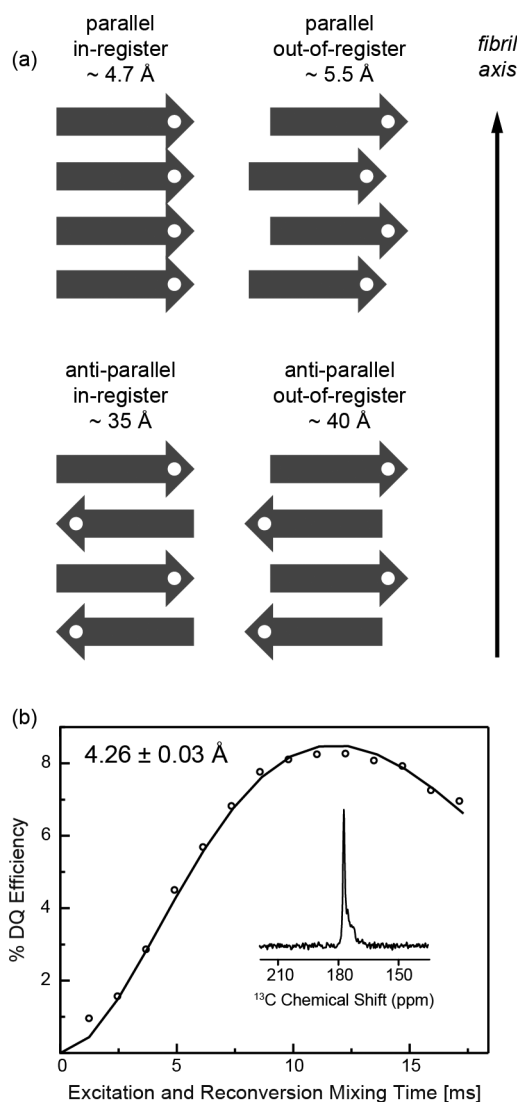 (a)
parallel
in-register
~ 4.7 Å
parallel
out-of-register
~ 5.5 Å
fibril
axis
anti-parallel
in-register
~ 35 Å
anti-parallel
out-of-register
~ 40 Å
(b)
4.26 ± 0.03 Å
% DQ Efficiency
8
6
4
2
210 180 150
¹³C Chemical Shift (ppm)
0 5 10 15
Excitation and Reconversion Mixing Time [ms]